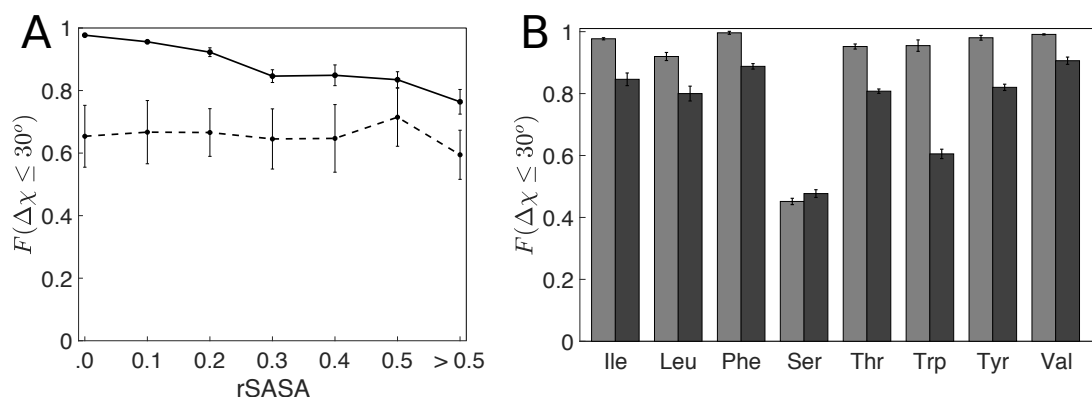 A
F(Δχ ≤ 30°)
1
0.8
0.6
0.4
0.2
0
.0 0.1 0.2 0.3 0.4 0.5 > 0.5
rSASA
B
F(Δχ ≤ 30°)
1
0.8
0.6
0.4
0.2
0
Ile Leu Phe Ser Thr Trp Tyr Val